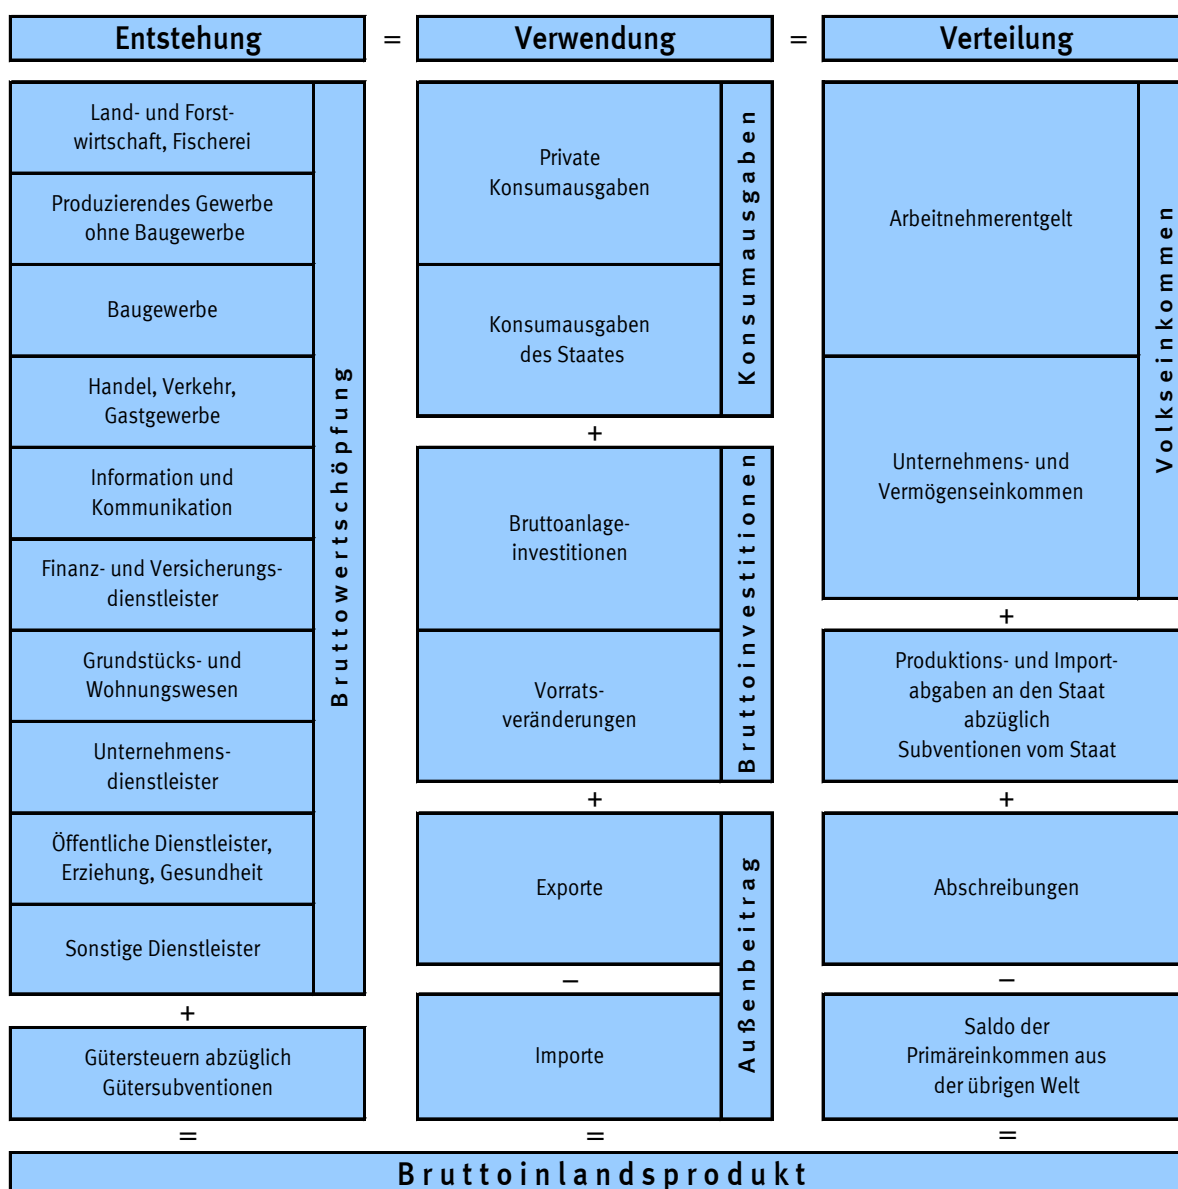 Entstehung = Verwendung = Verteilung
Land- und Forst-
wirtschaft, Fischerei
Produzierendes Gewerbe
ohne Baugewerbe
Baugewerbe
Handel, Verkehr,
Gastgewerbe
Information und
Kommunikation
Finanz- und Versicherungs-
dienstleister
Grundstücks- und
Wohnungswesen
Unternehmens-
dienstleister
Öffentliche Dienstleister,
Erziehung, Gesundheit
Sonstige Dienstleister
Bruttowertschöpfung
+
Gütersteuern abzüglich
Gütersubventionen
=
Private
Konsumausgaben
Konsumausgaben
des Staates
Konsumausgaben
+
Bruttoanlage-
investitionen
Vorrats-
veränderungen
Bruttoinvestitionen
+
Exporte
–
Importe
Außenbeitrag
=
Arbeitnehmerentgelt
Unternehmens- und
Vermögenseinkommen
Volkseinkommen
+
Produktions- und Import-
abgaben an den Staat
abzüglich
Subventionen vom Staat
+
Abschreibungen
–
Saldo der
Primäreinkommen aus
der übrigen Welt
=
Bruttoinlandsprodukt